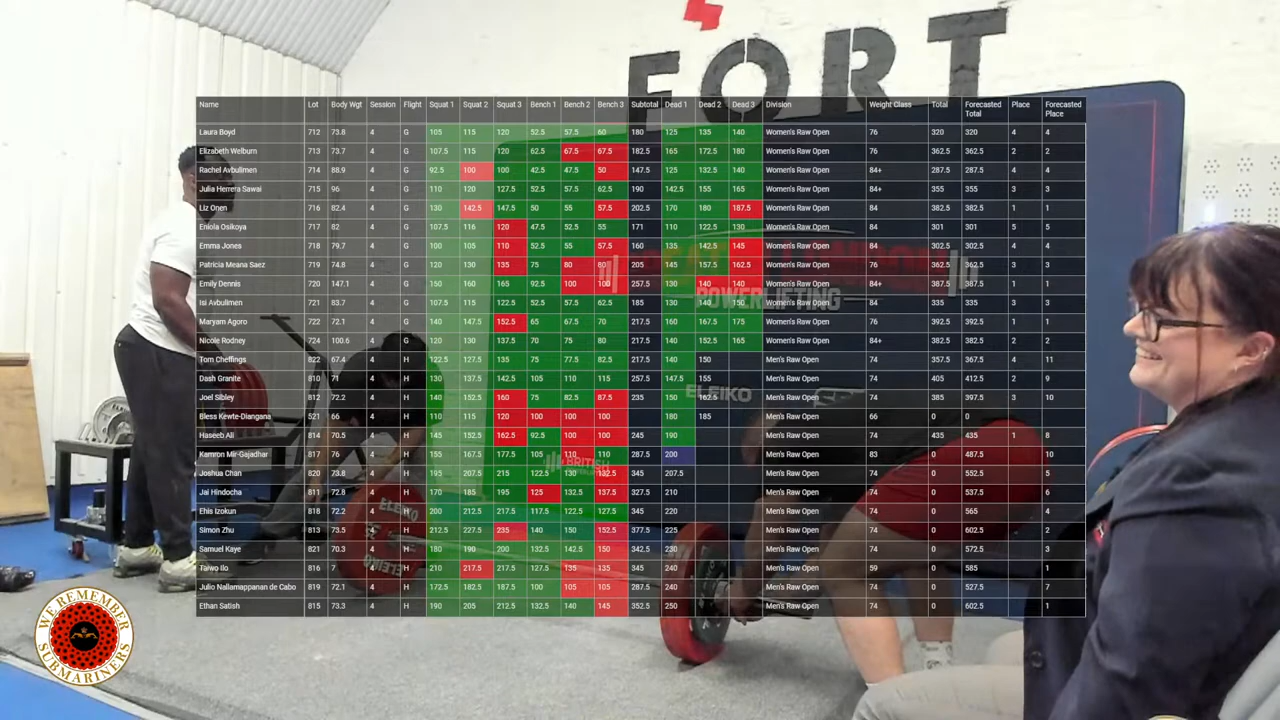 FORT
Name Lot Body Wgt Session Flight Squat 1 Squat 2 Squat 3 Bench 1 Bench 2 Bench 3 Subtotal Dead 1 Dead 2 Dead 3 Division Weight Class Total Forecasted Total Place Forecasted Place
Laura Boyd 712 73.8 4 G 105 115 120 52.5 57.5 60 180 125 135 140 Women's Raw Open 76 320 320 4 4
Elizabeth Welburn 713 73.7 4 G 107.5 115 120 62.5 67.5 67.5 182.5 165 172.5 180 Women's Raw Open 76 362.5 362.5 2 2
Rachel Avbulimen 714 88.9 4 G 92.5 100 100 42.5 47.5 50 147.5 125 132.5 140 Women's Raw Open 84+ 287.5 287.5 4 4
Julia Herrera Sawai 715 96 4 G 110 120 127.5 52.5 57.5 62.5 190 142.5 155 165 Women's Raw Open 84+ 355 355 3 3
Liz Onen 716 82.4 4 G 130 142.5 147.5 50 55 57.5 202.5 170 180 187.5 Women's Raw Open 84 382.5 382.5 1 1
Eniola Osikoya 717 82 4 G 107.5 116 120 47.5 52.5 55 171 110 122.5 130 Women's Raw Open 84 301 301 5 5
Emma Jones 718 79.7 4 G 100 105 110 52.5 55 57.5 160 135 142.5 145 Women's Raw Open 84 302.5 302.5 4 4
Patricia Meana Saez 719 74.8 4 G 120 130 135 75 80 80 205 145 157.5 162.5 Women's Raw Open 76 362.5 362.5 3 3
Emily Dennis 720 147.1 4 G 150 160 165 92.5 100 100 257.5 130 140 140 Women's Raw Open 84+ 387.5 387.5 1 1
Isi Avbulimen 721 83.7 4 G 107.5 115 122.5 52.5 57.5 62.5 185 130 140 150 Women's Raw Open 84 335 335 3 3
Maryam Agoro 722 72.1 4 G 140 147.5 152.5 65 67.5 70 217.5 160 167.5 175 Women's Raw Open 76 392.5 392.5 1 1
Nicole Rodney 724 100.6 4 G 120 130 137.5 70 75 80 217.5 140 152.5 165 Women's Raw Open 84+ 382.5 382.5 2 2
Tom Cheffings 822 67.4 4 H 122.5 127.5 135 75 77.5 82.5 217.5 140 150 Men's Raw Open 74 357.5 367.5 4 11
Dash Granite 810 71 4 H 130 137.5 142.5 105 110 115 257.5 147.5 155 Men's Raw Open 74 405 412.5 2 9
Joel Sibley 812 72.2 4 H 140 152.5 160 75 82.5 87.5 235 150 162.5 Men's Raw Open 74 385 397.5 3 10
Bless Kewte-Diangana 521 66 4 H 110 115 120 100 100 100 180 185 Men's Raw Open 66 0 0
Haseeb Ali 814 70.5 4 H 145 152.5 162.5 92.5 100 100 245 190 Men's Raw Open 74 435 435 1 8
Kamron Mir-Gajadhar 817 76 4 H 155 167.5 177.5 105 110 110 287.5 200 Men's Raw Open 83 0 487.5 10
Joshua Chan 820 73.8 4 H 195 207.5 215 122.5 130 132.5 345 207.5 Men's Raw Open 74 0 552.5 5
Jai Hindocha 811 72.8 4 H 170 185 195 125 132.5 137.5 327.5 210 Men's Raw Open 74 0 537.5 6
Ehis Izokun 818 72.2 4 H 200 212.5 217.5 117.5 122.5 127.5 345 220 Men's Raw Open 74 0 565 4
Simon Zhu 813 73.5 4 H 212.5 227.5 235 140 150 152.5 377.5 225 Men's Raw Open 74 0 602.5 2
Samuel Kaye 821 70.3 4 H 180 190 200 132.5 142.5 150 342.5 230 Men's Raw Open 74 0 572.5 3
Taiwo Ilo 816 7 4 H 210 217.5 217.5 127.5 135 135 345 240 Men's Raw Open 59 0 585 1
Julio Nallamappanan de Cabo 819 72.1 4 H 172.5 182.5 187.5 100 105 105 287.5 240 Men's Raw Open 74 0 527.5 7
Ethan Satish 815 73.3 4 H 190 205 212.5 132.5 140 145 352.5 250 Men's Raw Open 74 0 602.5 1
POWERLIFTING
ELEIKO
BRITISH
ELEIKO
ELEIKO
WE REMEMBER
SUBMARINERS